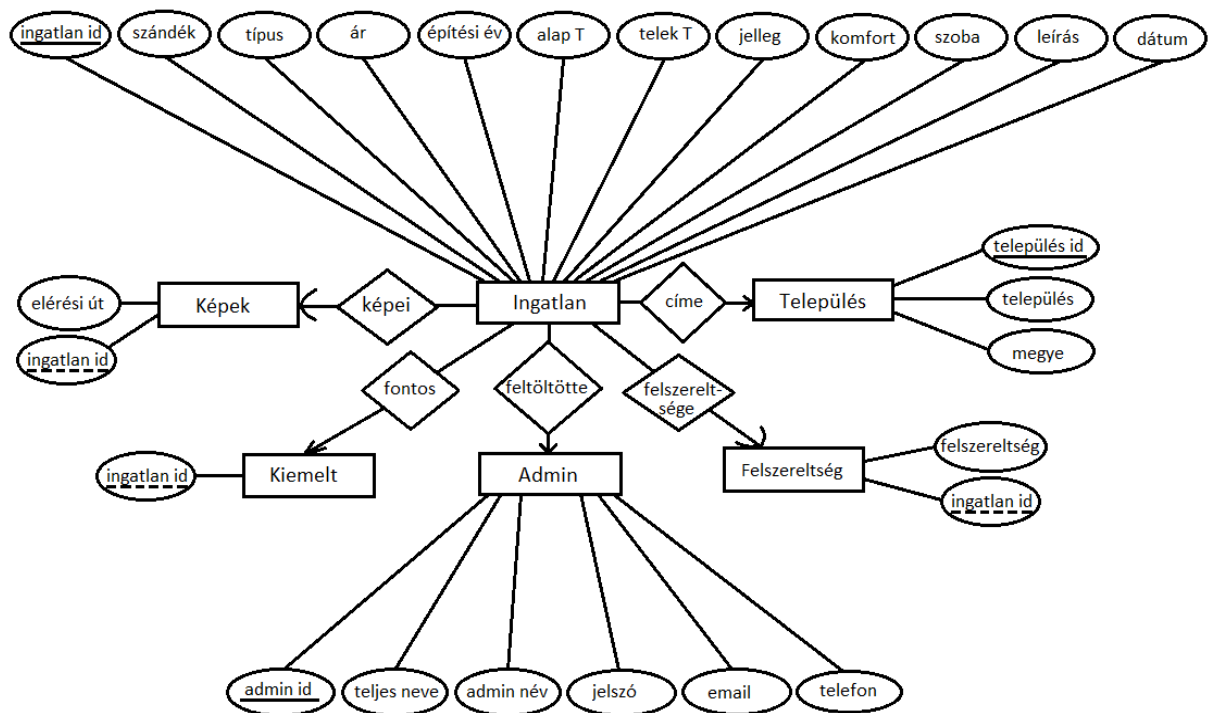 ingatlan id
szándék
típus
ár
építési év
alap T
telek T
jelleg
komfort
szoba
leírás
dátum
település id
elérési út
Képek
képei
Ingatlan
címe
Település
település
ingatlan id
megye
fontos
feltöltötte
felszerelt-
sége
ingatlan id
Kiemelt
Admin
Felszereltség
felszereltség
ingatlan id
admin id
teljes neve
admin név
jelszó
email
telefon